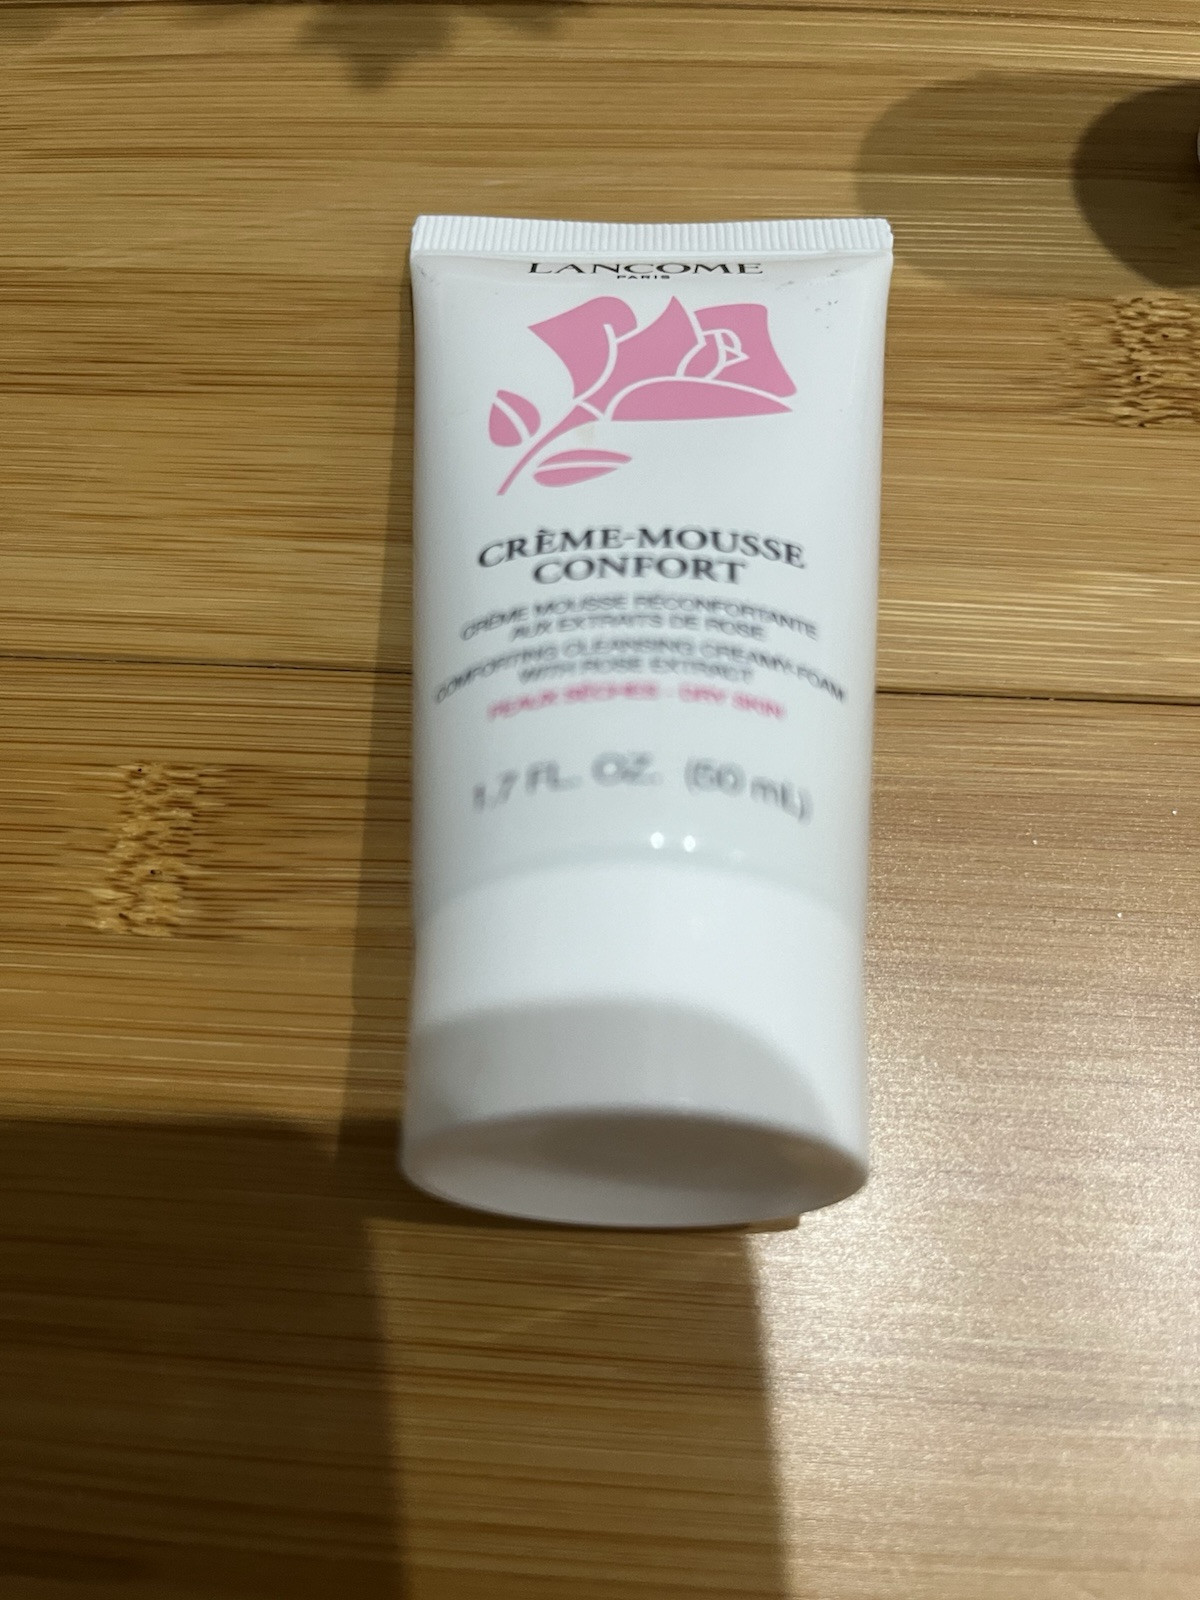 LANCOME
PARIS
CRÈME-MOUSSE
CONFORT
CRÈME MOUSSE RÉCONFORTANTE
AUX EXTRAITS DE ROSE
COMFORTING CLEANSING CREAMY-FOAM
WITH ROSE EXTRACT
PEAUX SÈCHES - DRY SKIN
1.7 FL. OZ. (50 mL)